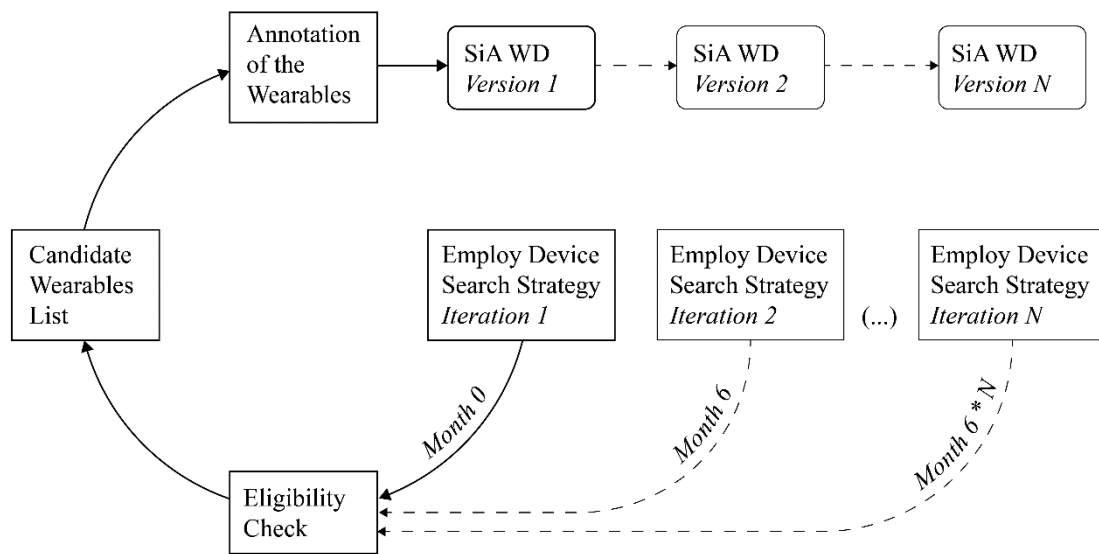 Annotation
of the
Wearables
SiA WD
Version 1
SiA WD
Version 2
SiA WD
Version N
Candidate
Wearables
List
Employ Device
Search Strategy
Iteration 1
Employ Device
Search Strategy
Iteration 2
(...)
Employ Device
Search Strategy
Iteration N
Month 0
Month 6
Month 6 * N
Eligibility
Check